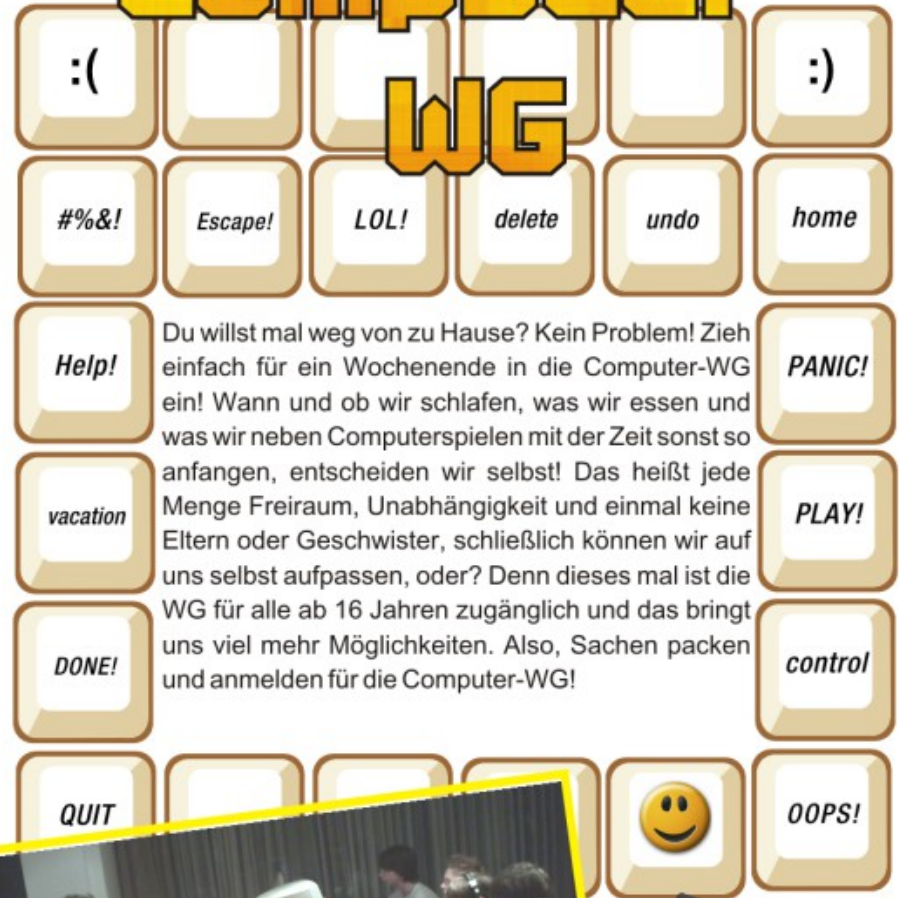 Computer
WG
:( :)
#%&! Escape! LOL! delete undo home
Help! PANIC!
Du willst mal weg von zu Hause? Kein Problem! Zieh
einfach für ein Wochenende in die Computer-WG
ein! Wann und ob wir schlafen, was wir essen und
was wir neben Computerspielen mit der Zeit sonst so
anfangen, entscheiden wir selbst! Das heißt jede
Menge Freiraum, Unabhängigkeit und einmal keine
Eltern oder Geschwister, schließlich können wir auf
uns selbst aufpassen, oder? Denn dieses mal ist die
WG für alle ab 16 Jahren zugänglich und das bringt
uns viel mehr Möglichkeiten. Also, Sachen packen
und anmelden für die Computer-WG!
vacation PLAY!
DONE! control
QUIT OOPS!